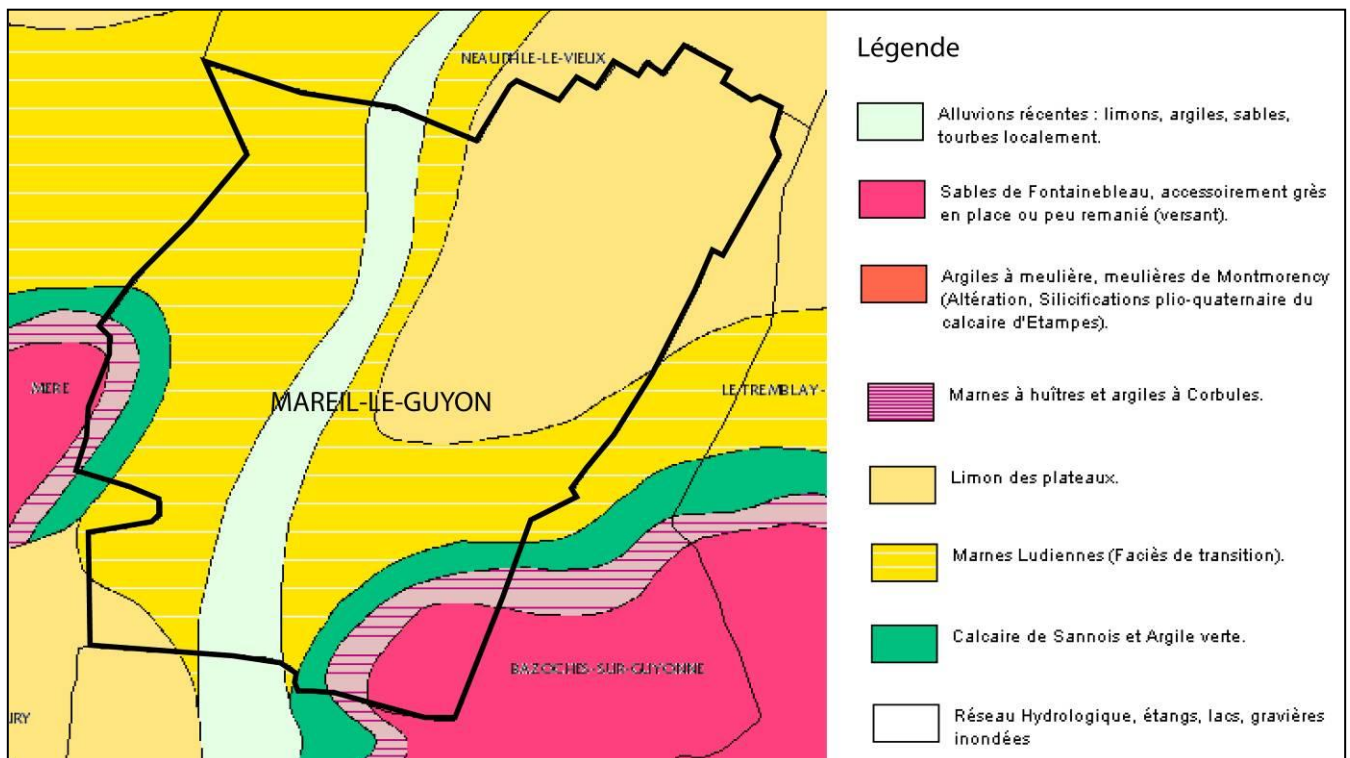 NEAUPHLE-LE-VIEUX
MERE
MAREIL-LE-GUYON
LE TREMBLAY-
BAZOCHES-SUR-GUYONNE
URY
Légende
Alluvions récentes : limons, argiles, sables,
tourbes localement.
Sables de Fontainebleau, accessoirement grès
en place ou peu remanié (versant).
Argiles à meulière, meulières de Montmorency
(Altération, Silicifications plio-quaternaire du
calcaire d'Etampes).
Marnes à huîtres et argiles à Corbules.
Limon des plateaux.
Marnes Ludiennes (Faciès de transition).
Calcaire de Sannois et Argile verte.
Réseau Hydrologique, étangs, lacs, gravières
inondées